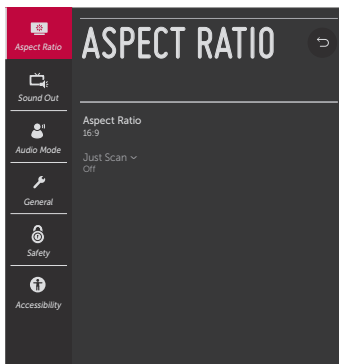 ASPECT RATIO
Aspect Ratio
Sound Out
Audio Mode
General
Safety
Accessibility
Aspect Ratio
16:9
Just Scan
Off